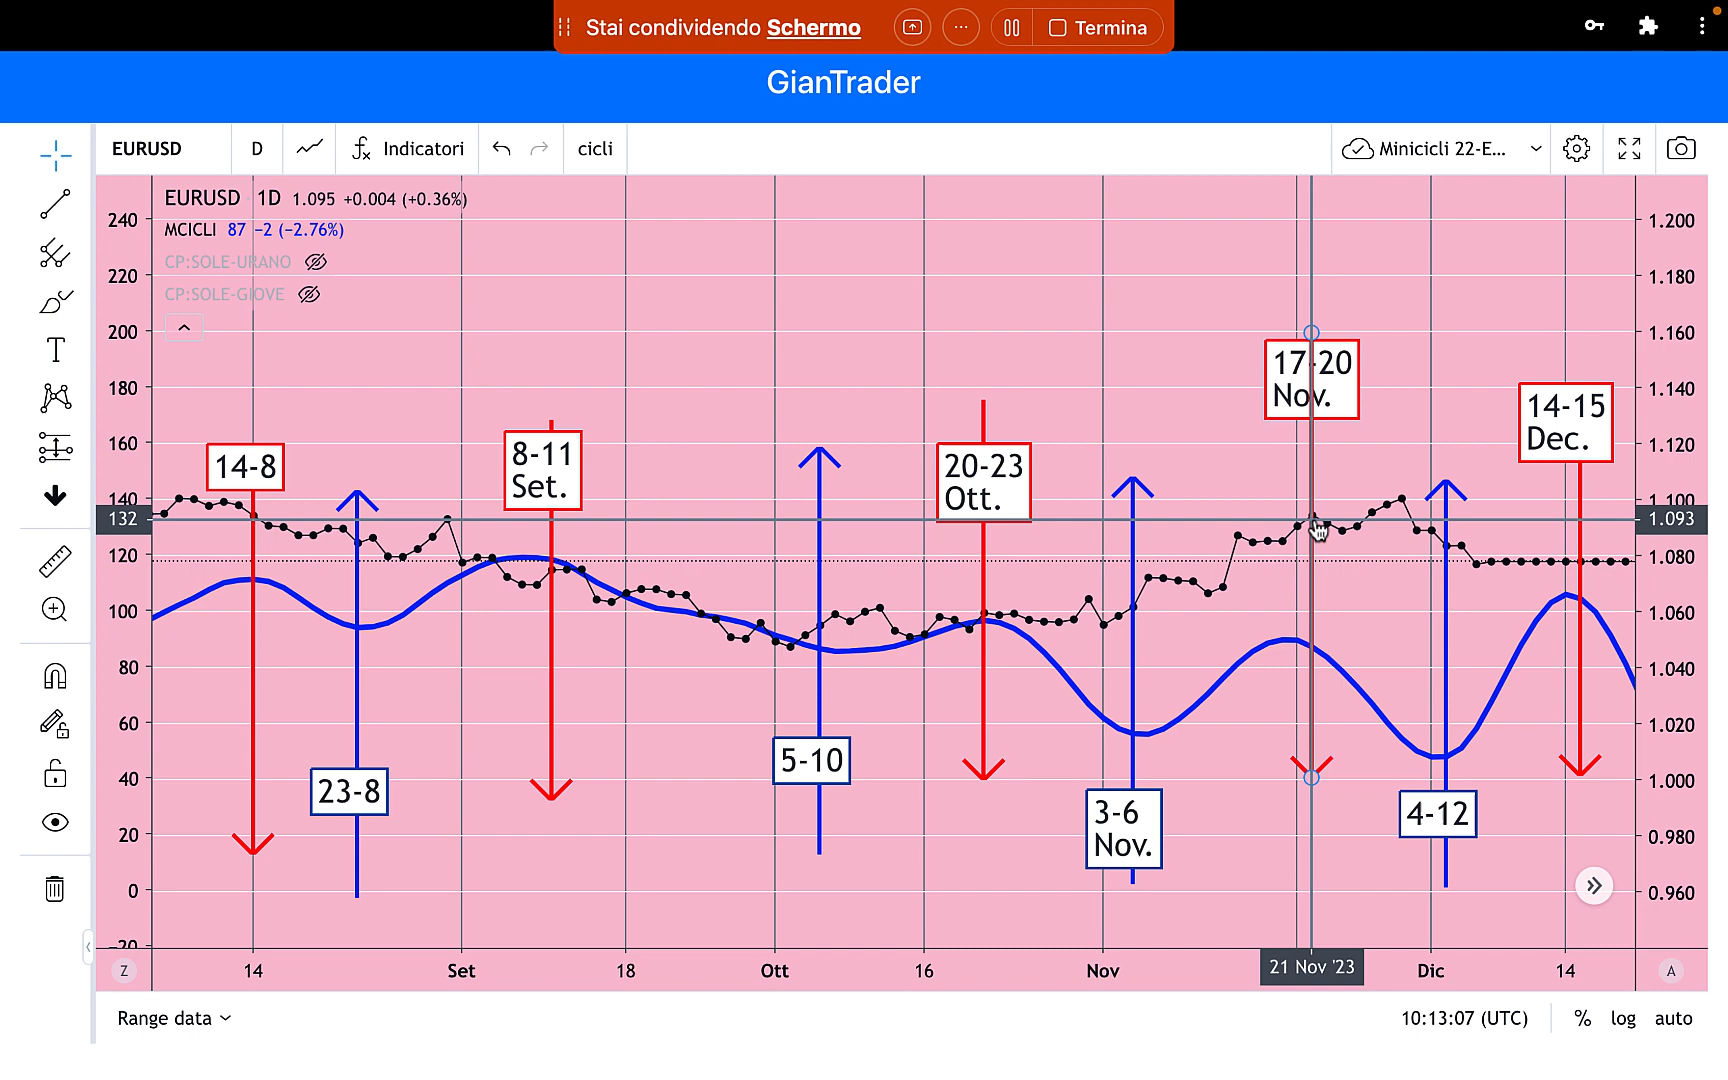 Stai condividendo Schermo
Termina
GianTrader
EURUSD
D
Indicatori
cicli
Minicicli 22-E...
EURUSD 1D 1.095 +0.004 (+0.36%)
MCICLI 87 −2 (−2.76%)
CP:SOLE-URANO
CP:SOLE-GIOVE
240
220
200
180
160
140
132
120
100
80
60
40
20
0
-20
1.200
1.180
1.160
1.140
1.120
1.100
1.093
1.080
1.060
1.040
1.020
1.000
0.980
0.960
14-8
23-8
8-11
Set.
5-10
20-23
Ott.
3-6
Nov.
17-20
Nov.
4-12
14-15
Dec.
Z
14
Set
18
Ott
16
Nov
21 Nov '23
Dic
14
A
Range data
10:13:07 (UTC)
%
log
auto